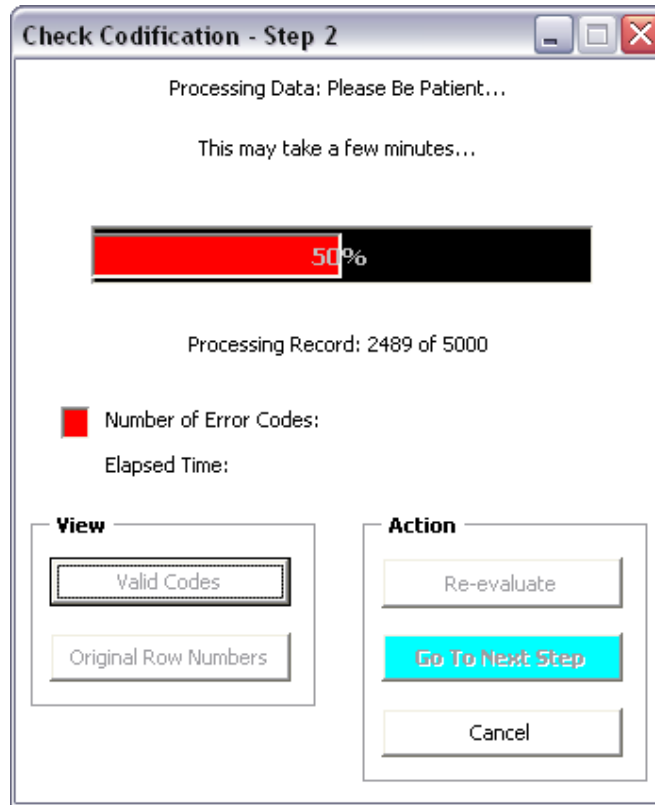 Check Codification - Step 2
Processing Data: Please Be Patient...
This may take a few minutes...
50%
Processing Record: 2489 of 5000
Number of Error Codes:
Elapsed Time:
View
Valid Codes
Original Row Numbers
Action
Re-evaluate
Go To Next Step
Cancel